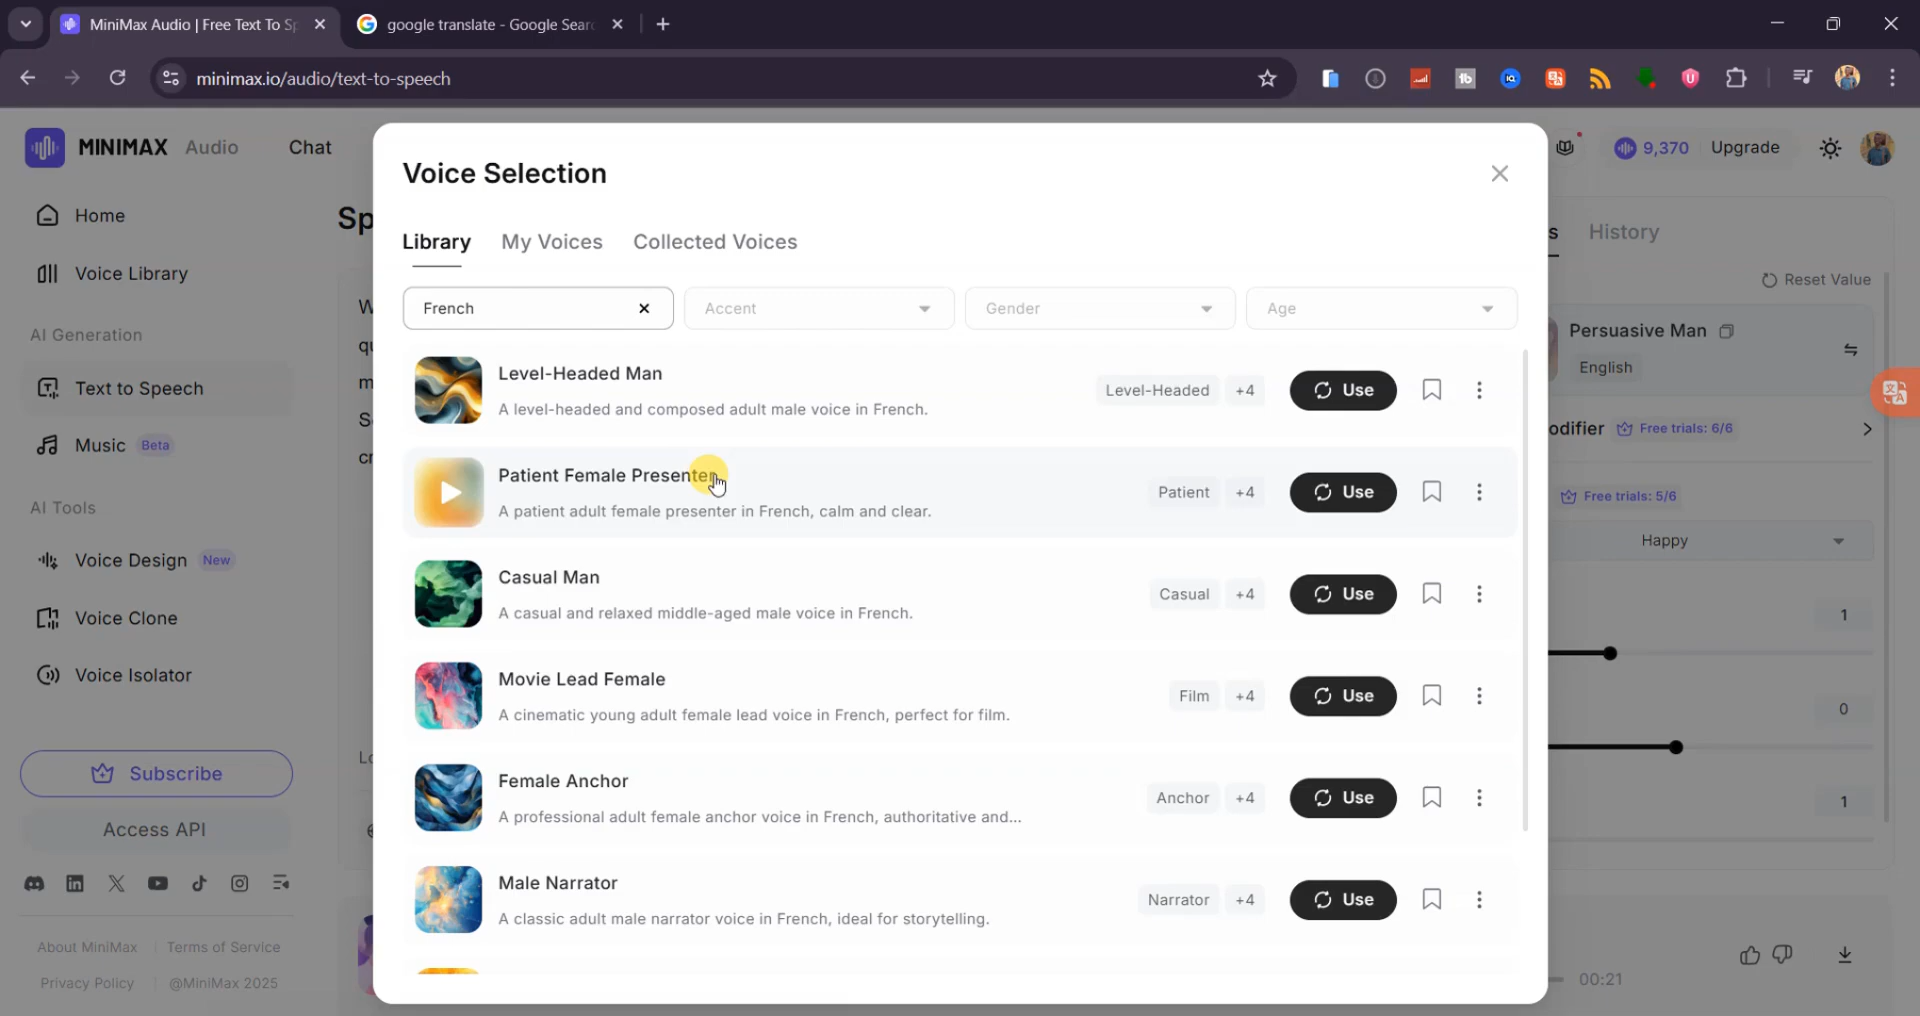 MiniMax Audio | Free Text To Sp
google translate - Google Sear
minimax.io/audio/text-to-speech
MINIMAX Audio
Chat
9,370 Upgrade
Home
Voice Library
AI Generation
Text to Speech
Music Beta
AI Tools
Voice Design New
Voice Clone
Voice Isolator
Subscribe
Access API
About MiniMax Terms of Service
Privacy Policy @MiniMax 2025
Sp
Voice Selection
Library My Voices Collected Voices
French Accent Gender Age
Level-Headed Man
A level-headed and composed adult male voice in French.
Level-Headed +4 Use
Patient Female Presenter
A patient adult female presenter in French, calm and clear.
Patient +4 Use
Casual Man
A casual and relaxed middle-aged male voice in French.
Casual +4 Use
Movie Lead Female
A cinematic young adult female lead voice in French, perfect for film.
Film +4 Use
Female Anchor
A professional adult female anchor voice in French, authoritative and...
Anchor +4 Use
Male Narrator
A classic adult male narrator voice in French, ideal for storytelling.
Narrator +4 Use
s History
Reset Value
Persuasive Man
English
odifier Free trials: 6/6
Free trials: 5/6
Happy
1
0
1
00:21